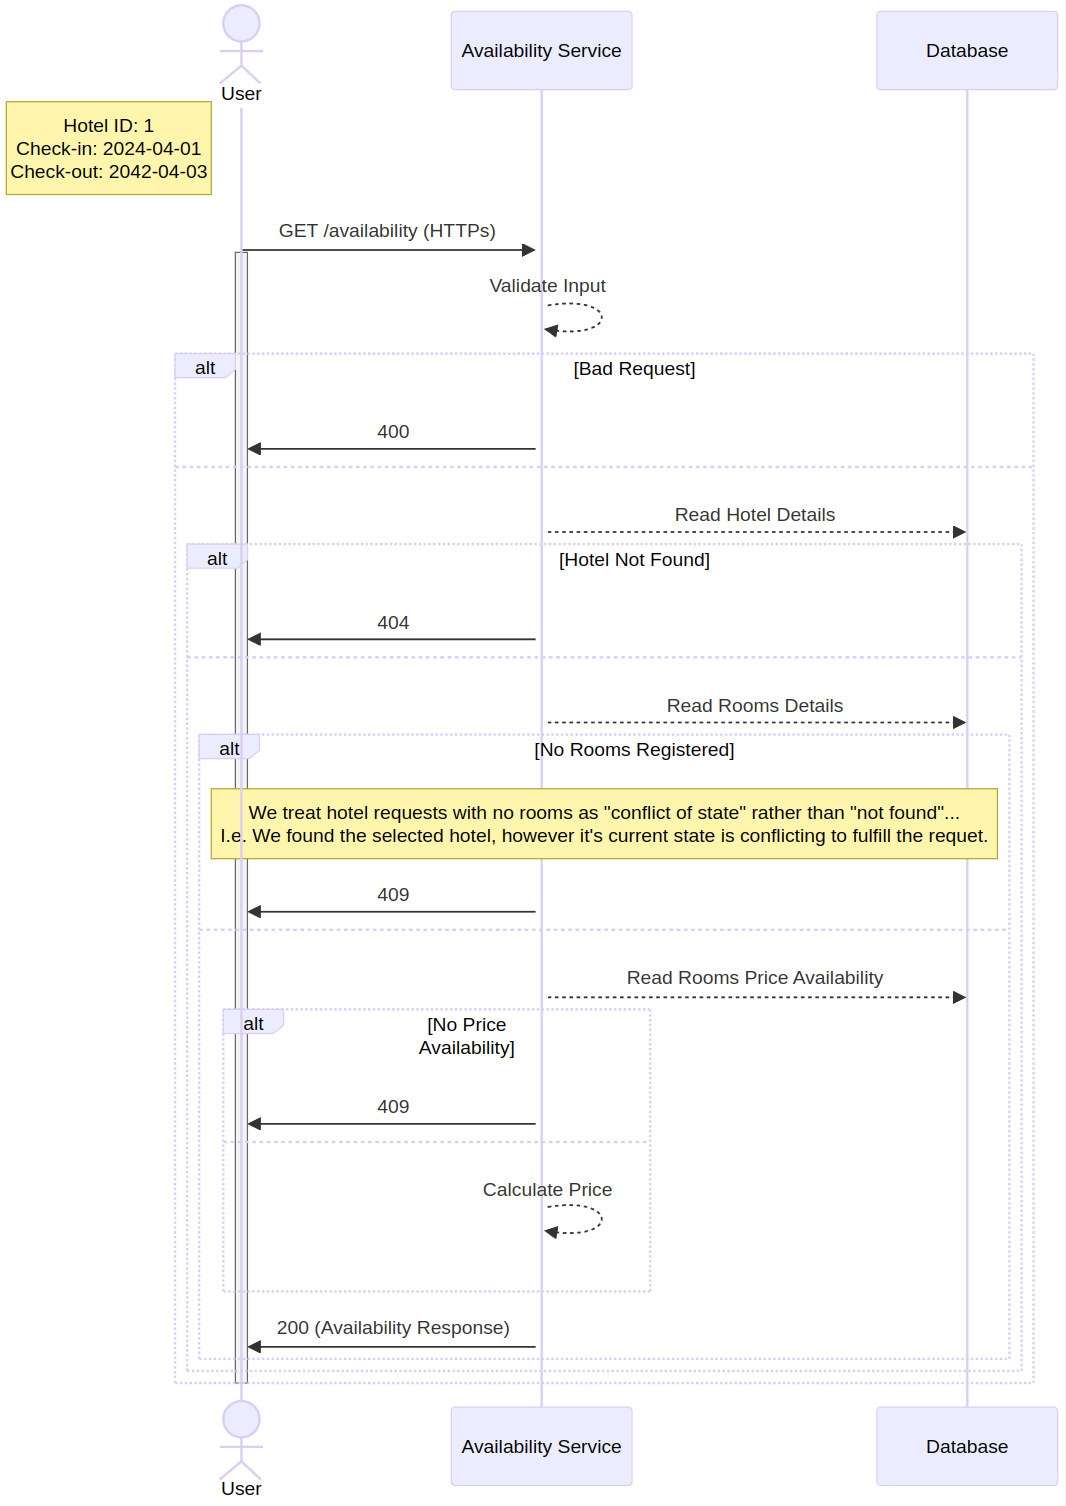 User
Availability Service
Database
Hotel ID: 1
Check-in: 2024-04-01
Check-out: 2042-04-03
GET /availability (HTTPs)
Validate Input
alt
[Bad Request]
400
Read Hotel Details
alt
[Hotel Not Found]
404
Read Rooms Details
alt
[No Rooms Registered]
We treat hotel requests with no rooms as "conflict of state" rather than "not found"...
I.e. We found the selected hotel, however it's current state is conflicting to fulfill the requet.
409
Read Rooms Price Availability
alt
[No Price
Availability]
409
Calculate Price
200 (Availability Response)
User
Availability Service
Database